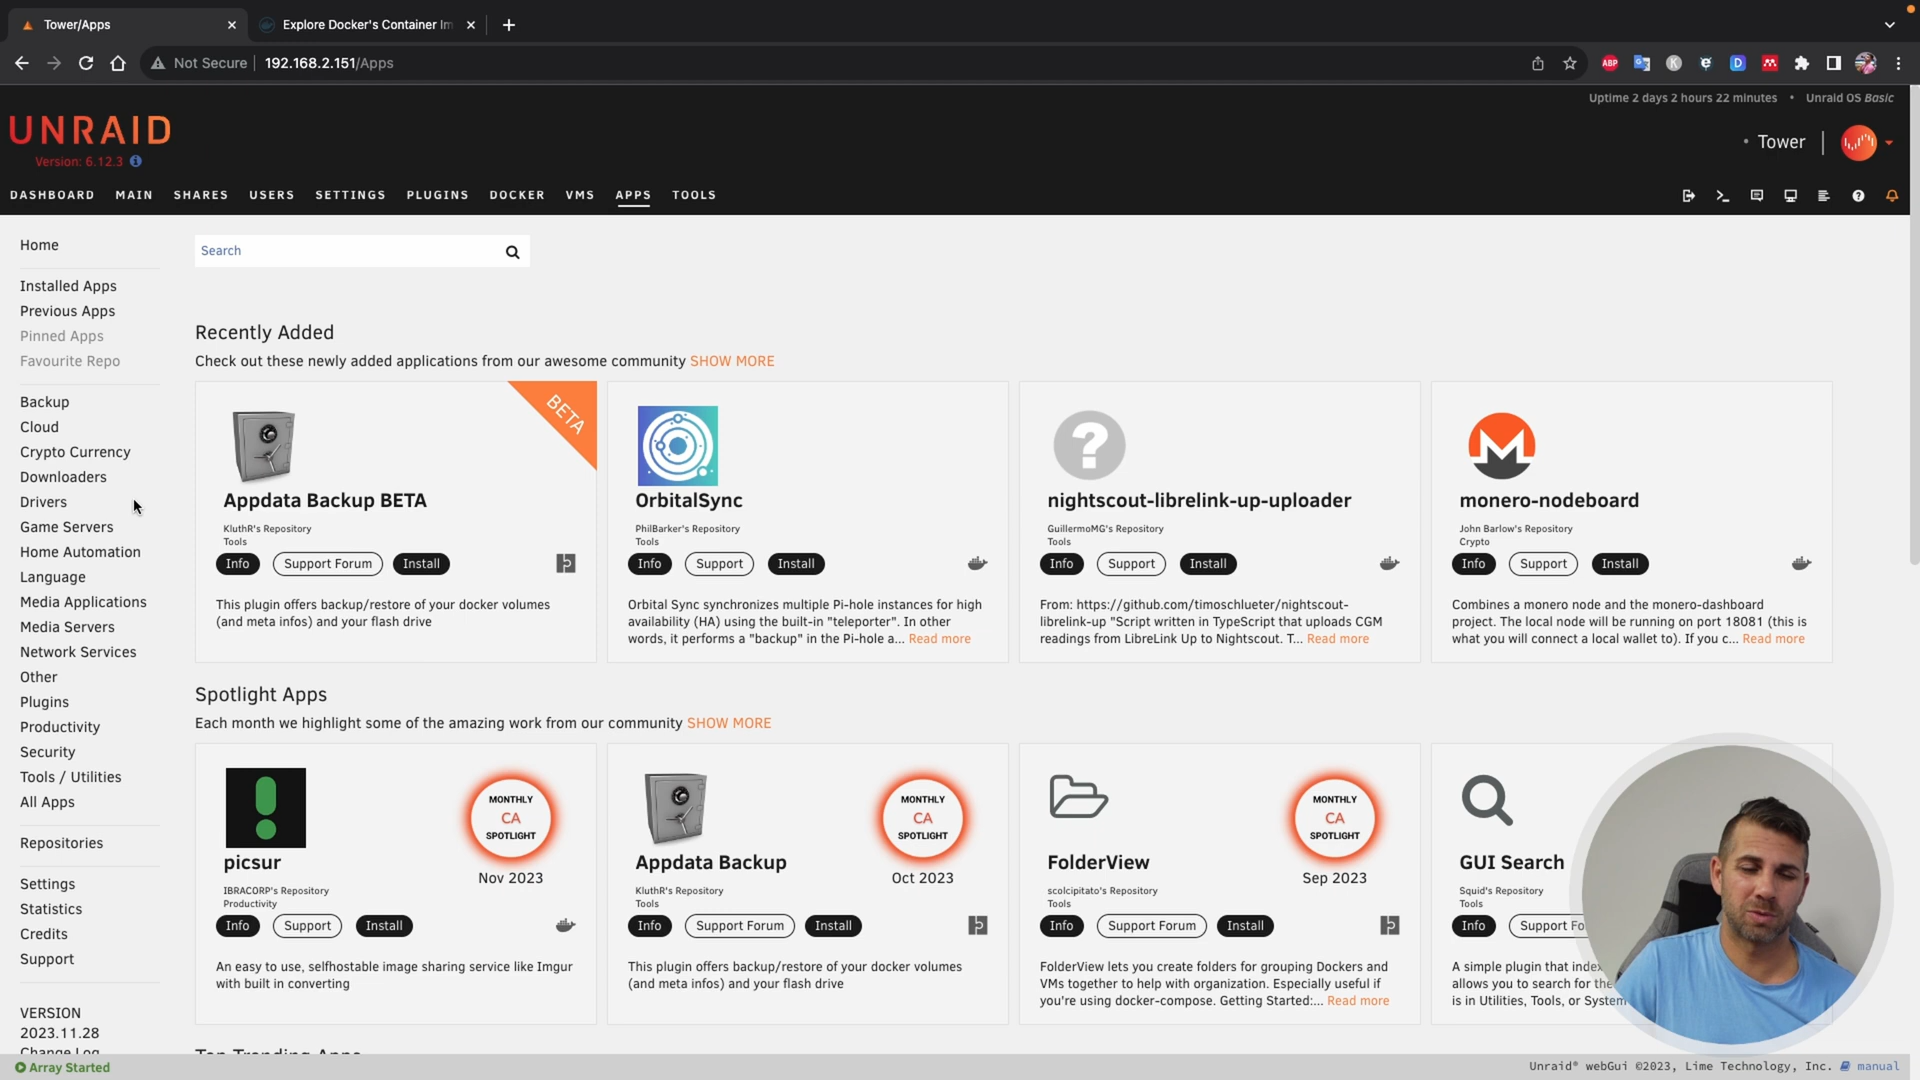 Tower/Apps
Explore Docker's Container Im
Not Secure
192.168.2.151/Apps
ABP
Uptime 2 days 2 hours 22 minutes • Unraid OS Basic
UNRAID
Version: 6.12.3
Tower
DASHBOARD MAIN SHARES USERS SETTINGS PLUGINS DOCKER VMS APPS TOOLS
Home
Installed Apps
Previous Apps
Pinned Apps
Favourite Repo
Backup
Cloud
Crypto Currency
Downloaders
Drivers
Game Servers
Home Automation
Language
Media Applications
Media Servers
Network Services
Other
Plugins
Productivity
Security
Tools / Utilities
All Apps
Repositories
Settings
Statistics
Credits
Support
VERSION
2023.11.28
Change Log
Search
Recently Added
Check out these newly added applications from our awesome community SHOW MORE
BETA
Appdata Backup BETA
KluthR's Repository
Tools
Info Support Forum Install
This plugin offers backup/restore of your docker volumes
(and meta infos) and your flash drive
OrbitalSync
PhilBarker's Repository
Tools
Info Support Install
Orbital Sync synchronizes multiple Pi-hole instances for high
availability (HA) using the built-in "teleporter". In other
words, it performs a "backup" in the Pi-hole a... Read more
nightscout-librelink-up-uploader
GuillermoMG's Repository
Tools
Info Support Install
From: https://github.com/timoschlueter/nightscout-
librelink-up "Script written in TypeScript that uploads CGM
readings from LibreLink Up to Nightscout. T... Read more
monero-nodeboard
John Barlow's Repository
Crypto
Info Support Install
Combines a monero node and the monero-dashboard
project. The local node will be running on port 18081 (this is
what you will connect a local wallet to). If you c... Read more
Spotlight Apps
Each month we highlight some of the amazing work from our community SHOW MORE
MONTHLY
CA
SPOTLIGHT
Nov 2023
picsur
IBRACORP's Repository
Productivity
Info Support Install
An easy to use, selfhostable image sharing service like Imgur
with built in converting
MONTHLY
CA
SPOTLIGHT
Oct 2023
Appdata Backup
KluthR's Repository
Tools
Info Support Forum Install
This plugin offers backup/restore of your docker volumes
(and meta infos) and your flash drive
MONTHLY
CA
SPOTLIGHT
Sep 2023
FolderView
scolcipitato's Repository
Tools
Info Support Forum Install
FolderView lets you create folders for grouping Dockers and
VMs together to help with organization. Especially useful if
you're using docker-compose. Getting Started:... Read more
GUI Search
Squid's Repository
Tools
Info Support Fo
A simple plugin that index
allows you to search for the
is in Utilities, Tools, or System
Top Trending Apps
Array Started
Unraid® webGui ©2023, Lime Technology, Inc. manual